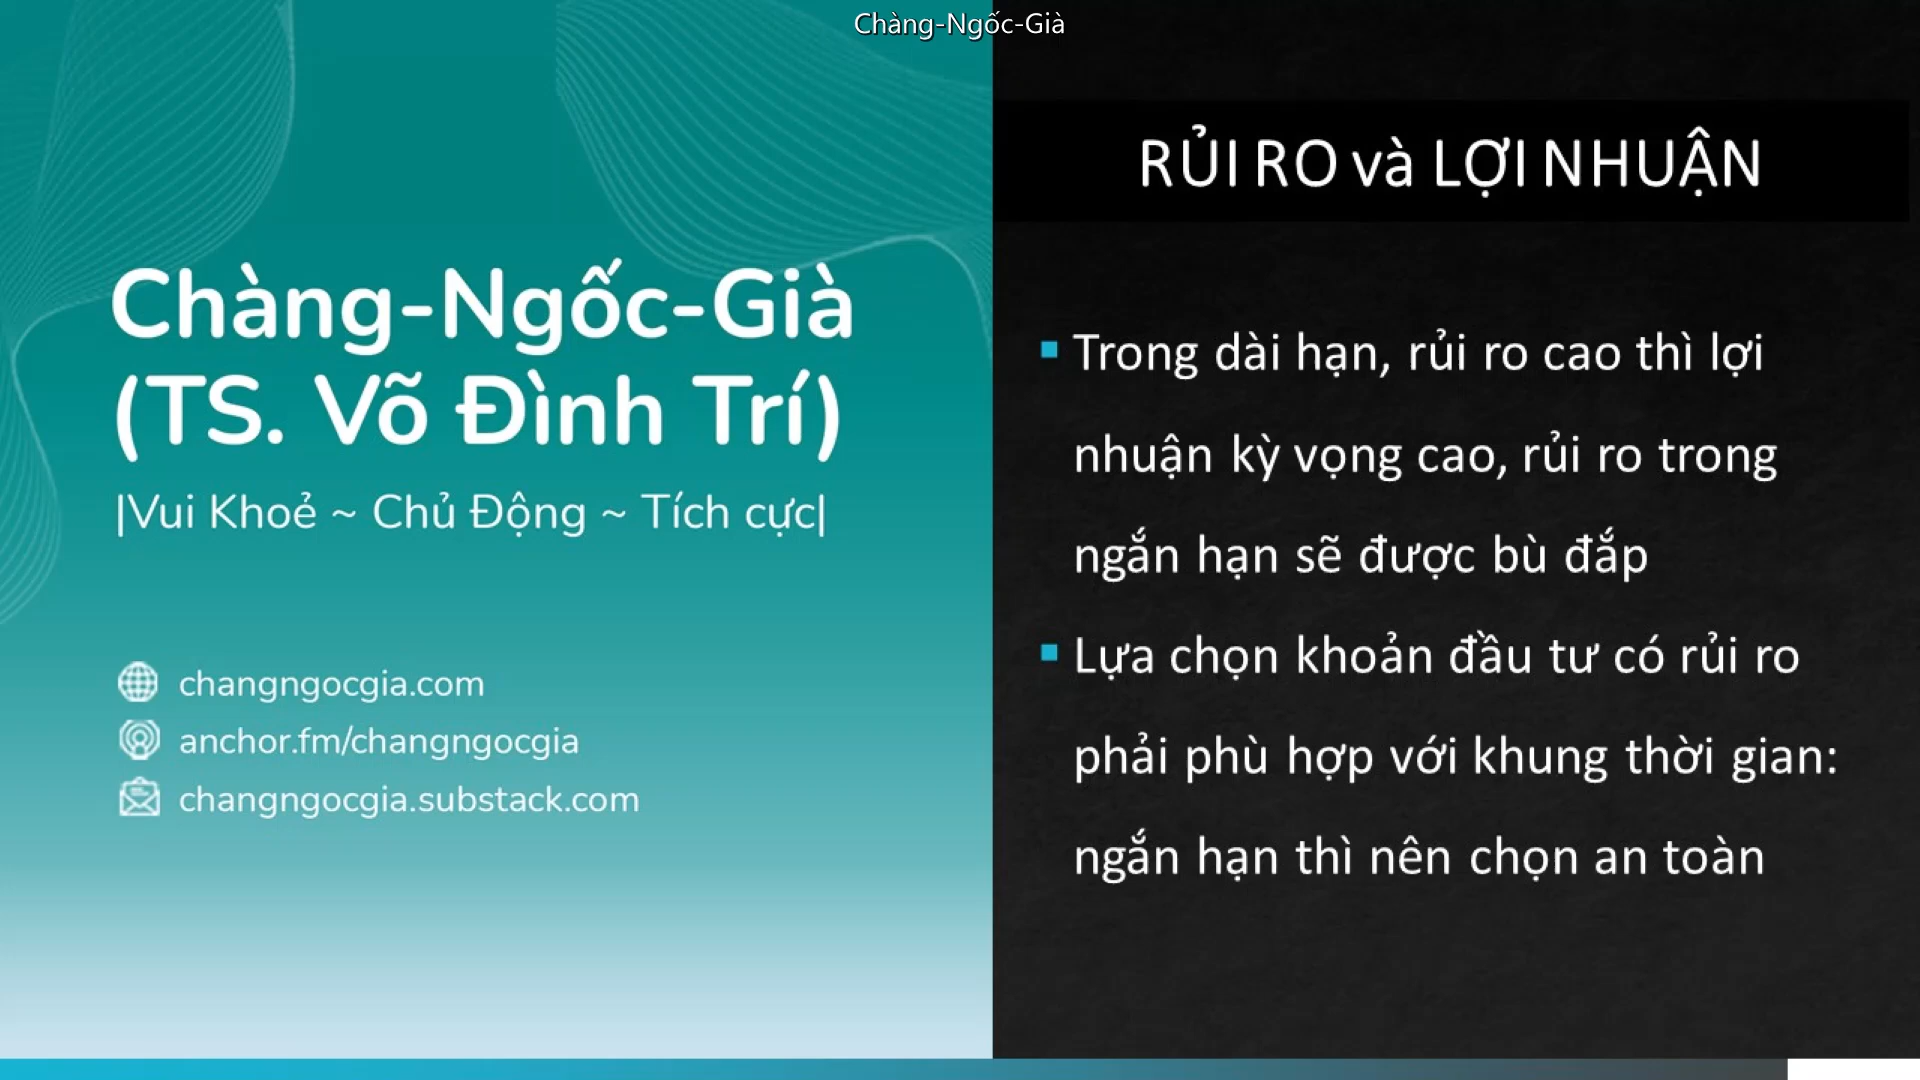 Chàng-Ngốc-Già
Chàng-Ngốc-Già
(TS. Võ Đình Trí)
|Vui Khoẻ ~ Chủ Động ~ Tích cực|
changngocgia.com
anchor.fm/changngocgia
changngocgia.substack.com
RỦI RO và LỢI NHUẬN
▪ Trong dài hạn, rủi ro cao thì lợi
nhuận kỳ vọng cao, rủi ro trong
ngắn hạn sẽ được bù đắp
▪ Lựa chọn khoản đầu tư có rủi ro
phải phù hợp với khung thời gian:
ngắn hạn thì nên chọn an toàn